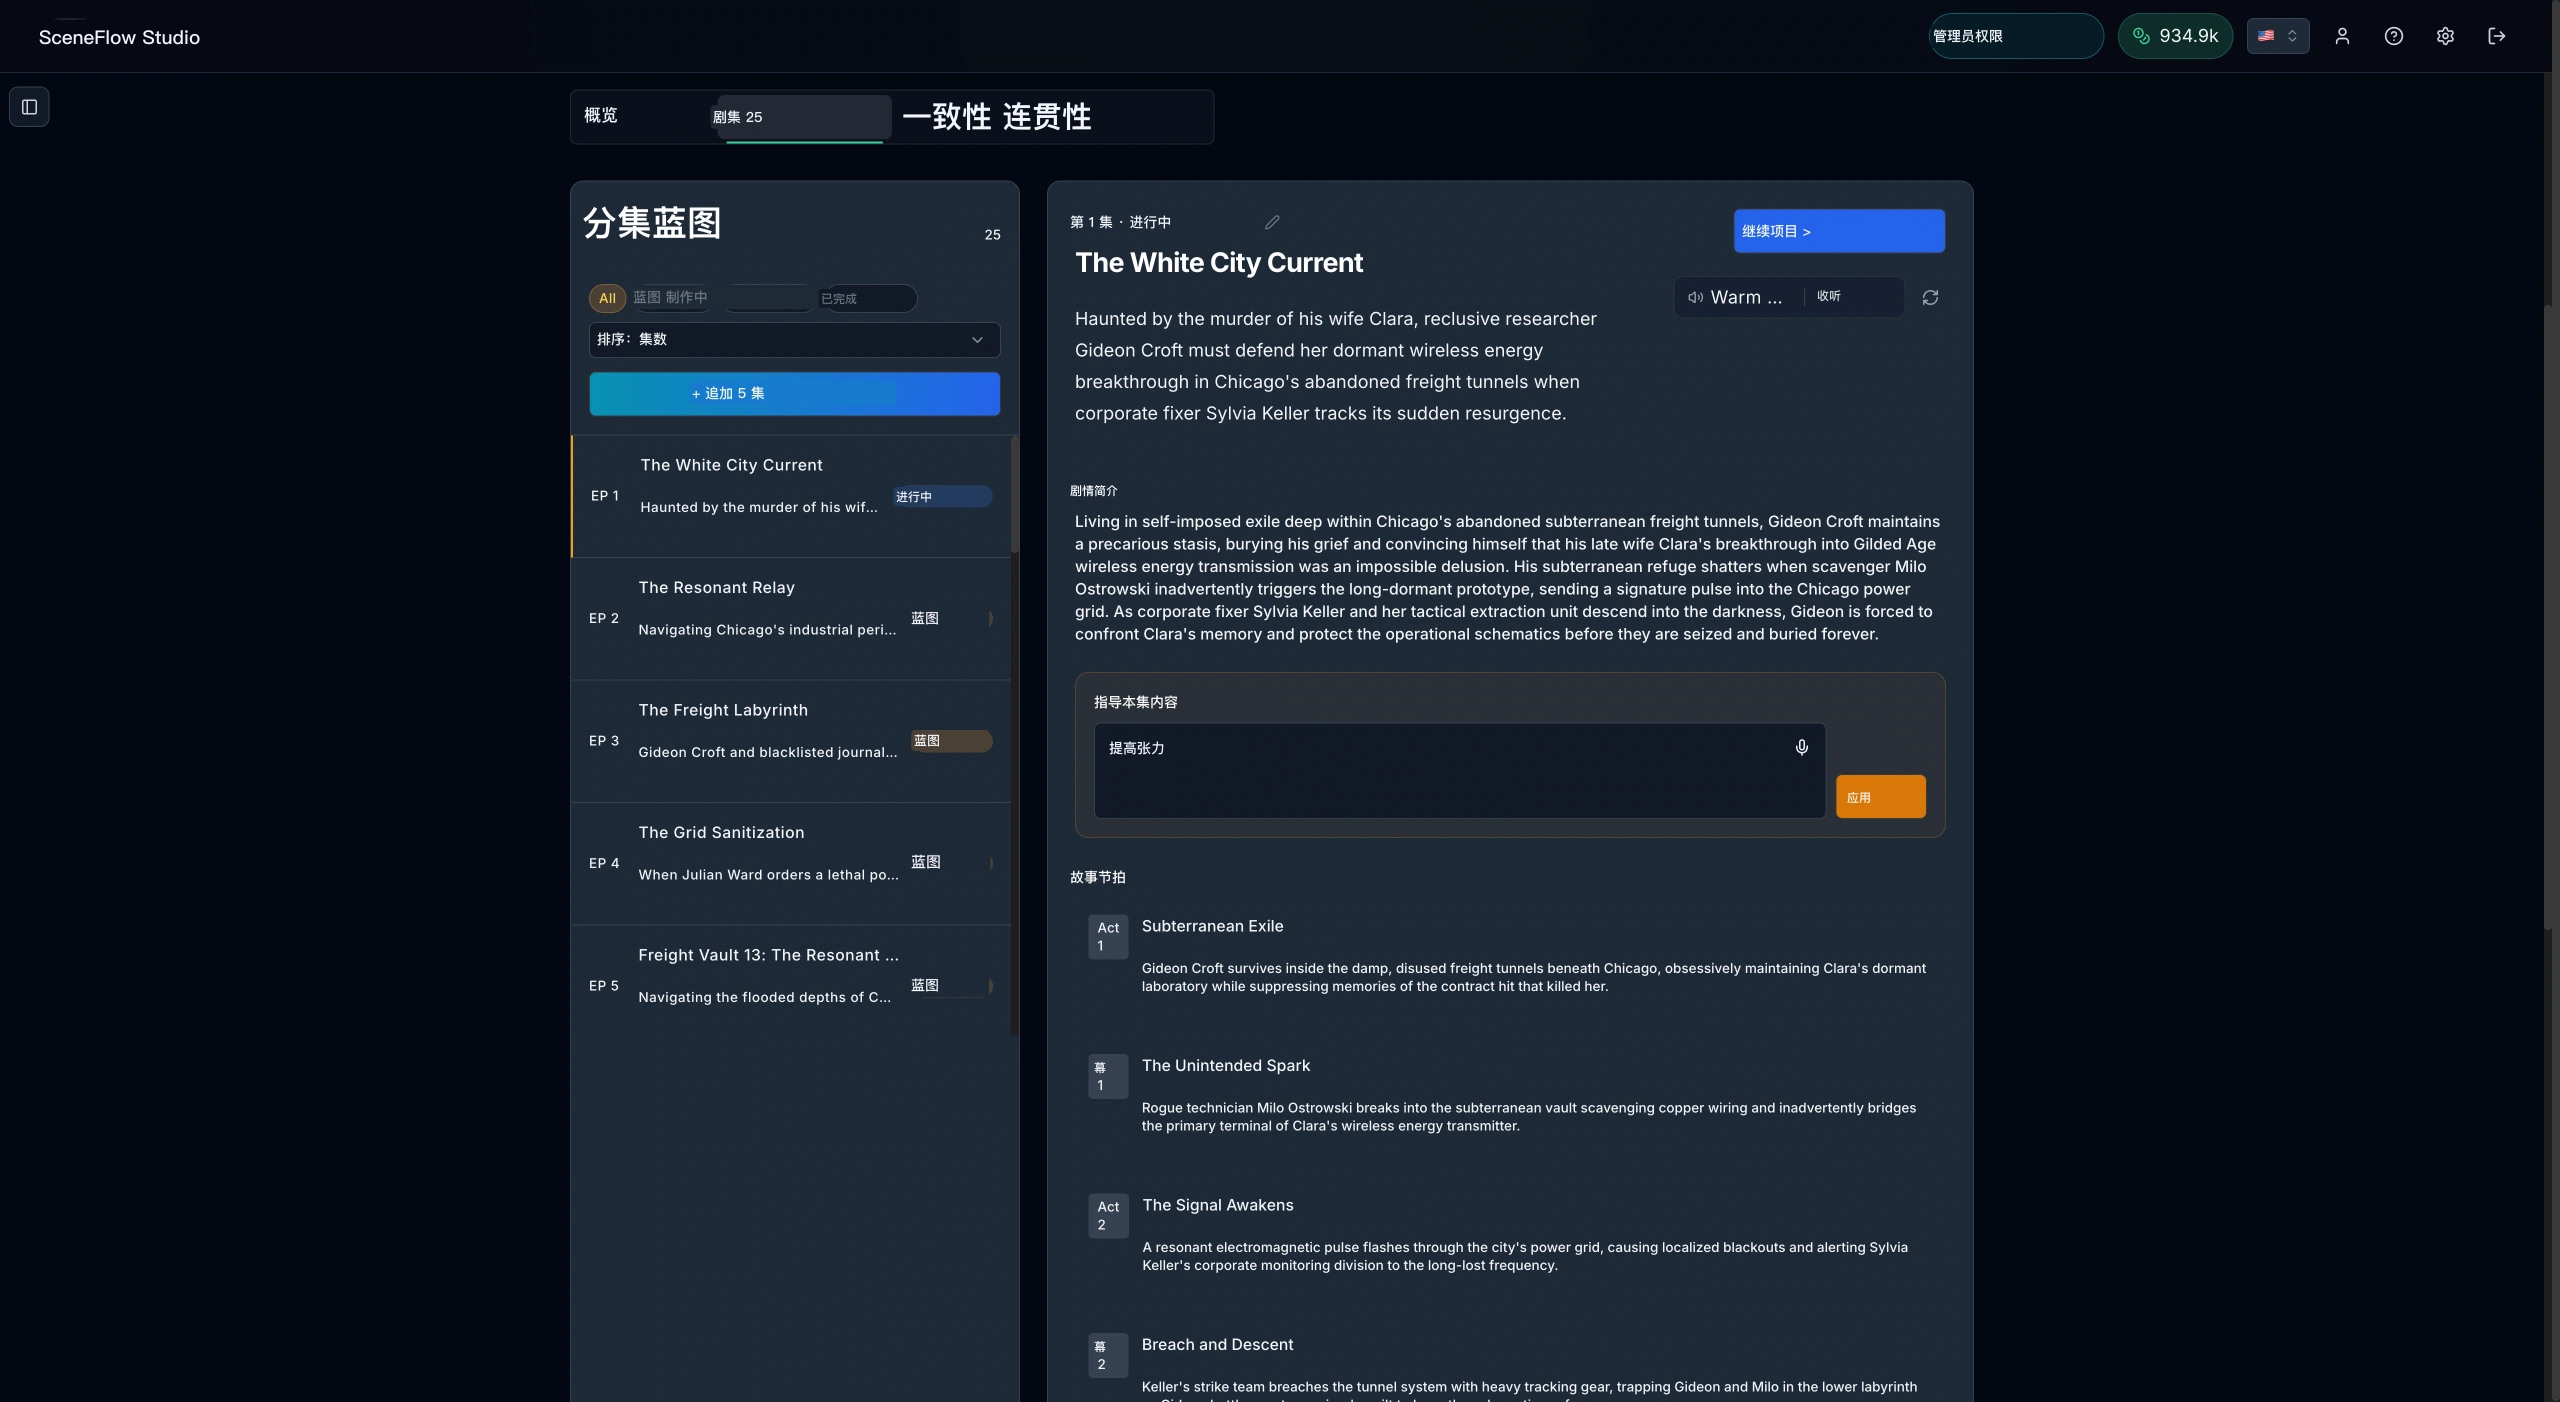 SceneFlow Studio
管理员权限
934.9k
概览
剧集 25
一致性 连贯性
分集蓝图
25
All
蓝图 制作中
已完成
排序：集数
+ 追加 5 集
EP 1
The White City Current
Haunted by the murder of his wif...
进行中
EP 2
The Resonant Relay
Navigating Chicago's industrial peri...
蓝图
EP 3
The Freight Labyrinth
Gideon Croft and blacklisted journal...
蓝图
EP 4
The Grid Sanitization
When Julian Ward orders a lethal po...
蓝图
EP 5
Freight Vault 13: The Resonant ...
Navigating the flooded depths of C...
蓝图
第 1 集 · 进行中
继续项目 >
The White City Current
Warm ...
收听
Haunted by the murder of his wife Clara, reclusive researcher
Gideon Croft must defend her dormant wireless energy
breakthrough in Chicago's abandoned freight tunnels when
corporate fixer Sylvia Keller tracks its sudden resurgence.
剧情简介
Living in self-imposed exile deep within Chicago's abandoned subterranean freight tunnels, Gideon Croft maintains
a precarious stasis, burying his grief and convincing himself that his late wife Clara's breakthrough into Gilded Age
wireless energy transmission was an impossible delusion. His subterranean refuge shatters when scavenger Milo
Ostrowski inadvertently triggers the long-dormant prototype, sending a signature pulse into the Chicago power
grid. As corporate fixer Sylvia Keller and her tactical extraction unit descend into the darkness, Gideon is forced to
confront Clara's memory and protect the operational schematics before they are seized and buried forever.
指导本集内容
提高张力
应用
故事节拍
Act
1
Subterranean Exile
Gideon Croft survives inside the damp, disused freight tunnels beneath Chicago, obsessively maintaining Clara's dormant
laboratory while suppressing memories of the contract hit that killed her.
幕
1
The Unintended Spark
Rogue technician Milo Ostrowski breaks into the subterranean vault scavenging copper wiring and inadvertently bridges
the primary terminal of Clara's wireless energy transmitter.
Act
2
The Signal Awakens
A resonant electromagnetic pulse flashes through the city's power grid, causing localized blackouts and alerting Sylvia
Keller's corporate monitoring division to the long-lost frequency.
幕
2
Breach and Descent
Keller's strike team breaches the tunnel system with heavy tracking gear, trapping Gideon and Milo in the lower labyrinth